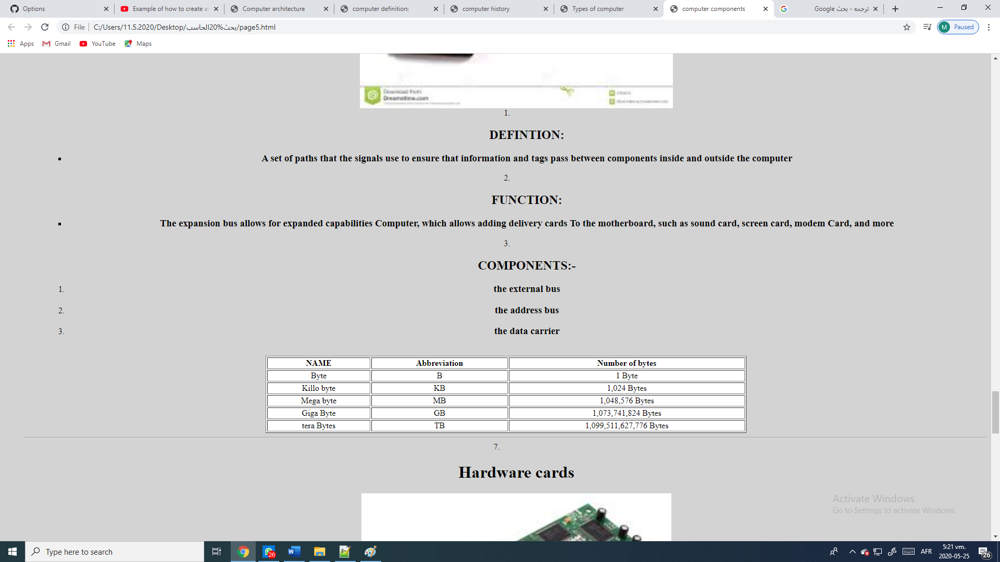 Options
Example of how to create a
Computer architecture
computer definition:
computer history
Types of computer
computer components
ترجمه - بحث Google
File
C:/Users/11.5.2020/Desktop/بحث%20الحاسب/page5.html
M Paused
Apps
Gmail
YouTube
Maps
Download from
Dreamstime.com
1.
DEFINTION:
▪ A set of paths that the signals use to ensure that information and tags pass between components inside and outside the computer
2.
FUNCTION:
▪ The expansion bus allows for expanded capabilities Computer, which allows adding delivery cards To the motherboard, such as sound card, screen card, modem Card, and more
3.
COMPONENTS:-
1. the external bus
2. the address bus
3. the data carrier
NAME Abbreviation Number of bytes
Byte B 1 Byte
Killo byte KB 1,024 Bytes
Mega byte MB 1,048,576 Bytes
Giga Byte GB 1,073,741,824 Bytes
tera Bytes TB 1,099,511,627,776 Bytes
7.
Hardware cards
Activate Windows
Go to Settings to activate Windows.
Type here to search
26
AFR
5:21 vm.
2020-05-25
26